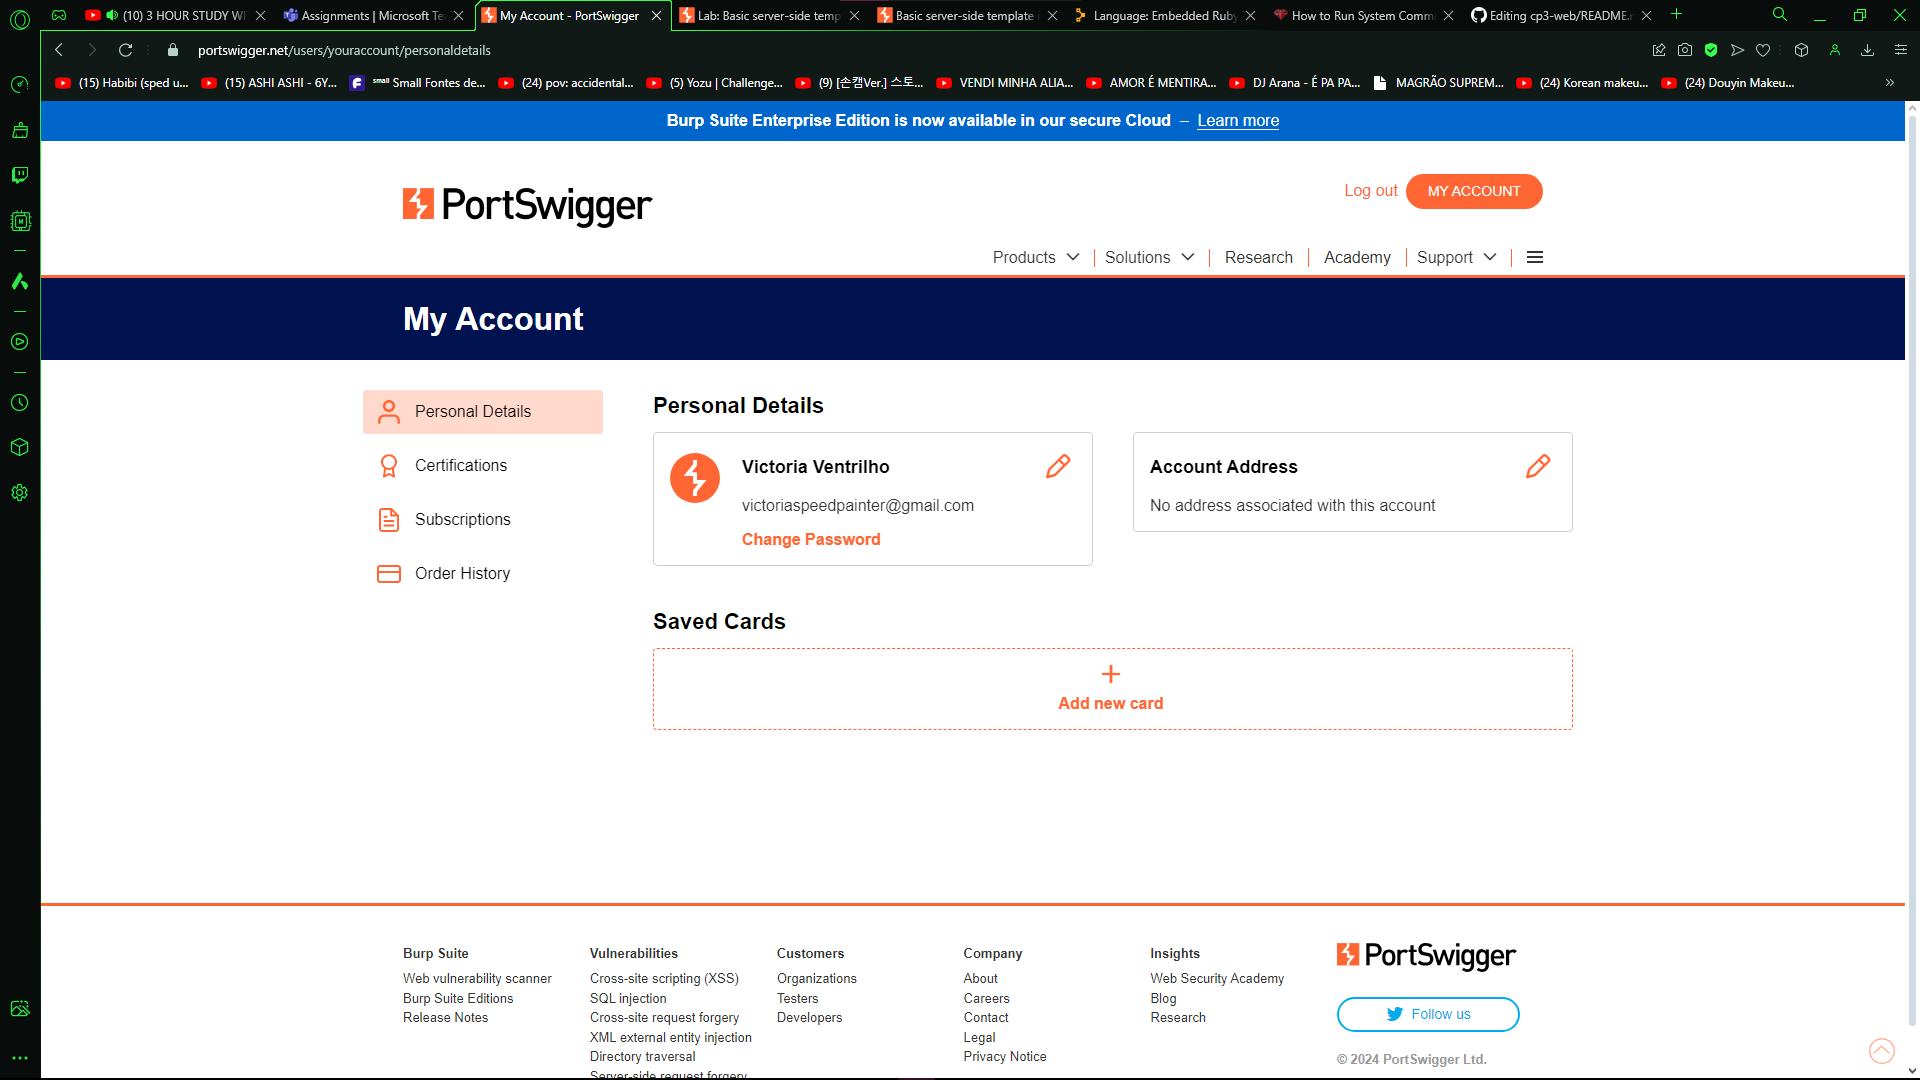 (10) 3 HOUR STUDY WI
Assignments | Microsoft Te
My Account - PortSwigger
Lab: Basic server-side temp
Basic server-side template
Language: Embedded Ruby
How to Run System Comm
Editing cp3-web/README.
portswigger.net/users/youraccount/personaldetails
(15) Habibi (sped u...
(15) ASHI ASHI - 6Y...
small Small Fontes de...
(24) pov: accidental...
(5) Yozu | Challenge...
(9) [손캠Ver.] 스토...
VENDI MINHA ALIA...
AMOR É MENTIRA...
DJ Arana - É PA PA...
MAGRÃO SUPREM...
(24) Korean makeu...
(24) Douyin Makeu...
Burp Suite Enterprise Edition is now available in our secure Cloud – Learn more
PortSwigger
Log out
MY ACCOUNT
Products
Solutions
Research
Academy
Support
My Account
Personal Details
Certifications
Subscriptions
Order History
Personal Details
Victoria Ventrilho
victoriaspeedpainter@gmail.com
Change Password
Account Address
No address associated with this account
Saved Cards
+
Add new card
Burp Suite
Web vulnerability scanner
Burp Suite Editions
Release Notes
Vulnerabilities
Cross-site scripting (XSS)
SQL injection
Cross-site request forgery
XML external entity injection
Directory traversal
Server-side request forgery
Customers
Organizations
Testers
Developers
Company
About
Careers
Contact
Legal
Privacy Notice
Insights
Web Security Academy
Blog
Research
PortSwigger
Follow us
© 2024 PortSwigger Ltd.